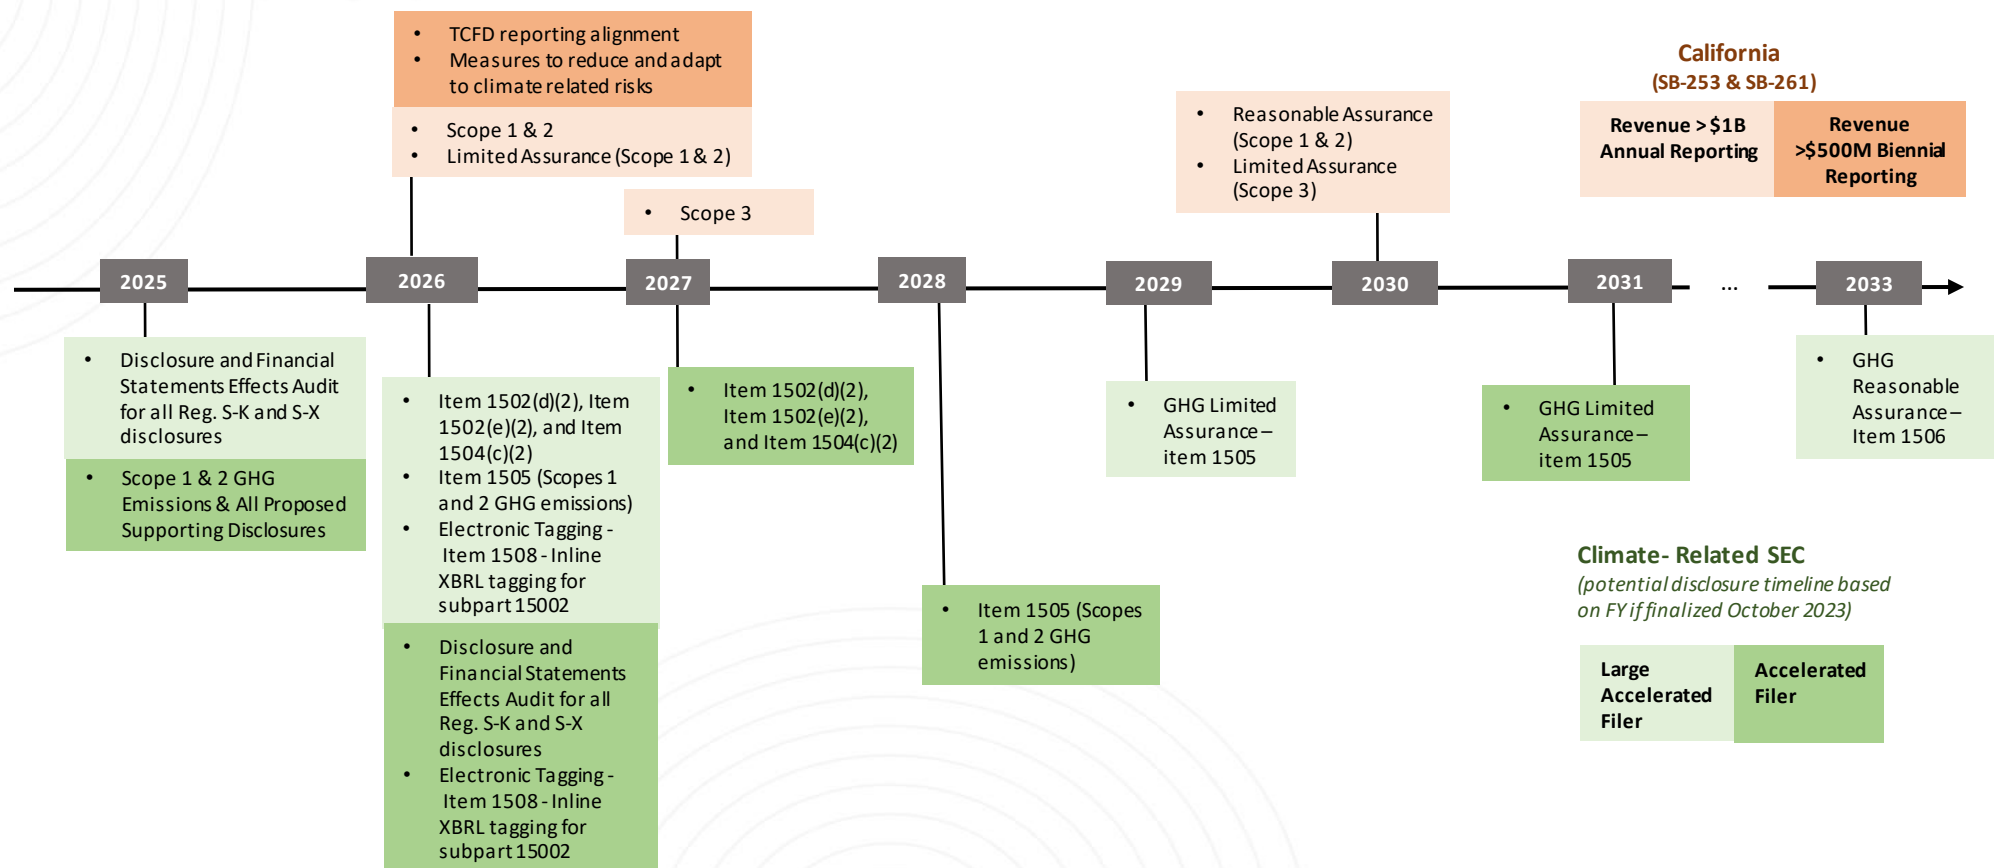 • TCFD reporting alignment
• Measures to reduce and adapt
to climate related risks
• Scope 1 & 2
• Limited Assurance (Scope 1 & 2)
• Scope 3
• Reasonable Assurance
(Scope 1 & 2)
• Limited Assurance
(Scope 3)
California
(SB-253 & SB-261)
Revenue > $1B
Annual Reporting
Revenue
>$500M Biennial
Reporting
2025
2026
2027
2028
2029
2030
2031
...
2033
• Disclosure and Financial
Statements Effects Audit
for all Reg. S-K and S-X
disclosures
• Scope 1 & 2 GHG
Emissions & All Proposed
Supporting Disclosures
• Item 1502(d)(2), Item
1502(e)(2), and Item
1504(c)(2)
• Item 1505 (Scopes 1
and 2 GHG emissions)
• Electronic Tagging -
Item 1508 - Inline
XBRL tagging for
subpart 15002
• Disclosure and
Financial Statements
Effects Audit for all
Reg. S-K and S-X
disclosures
• Electronic Tagging -
Item 1508 - Inline
XBRL tagging for
subpart 15002
• Item 1502(d)(2),
Item 1502(e)(2),
and Item 1504(c)(2)
• Item 1505 (Scopes
1 and 2 GHG
emissions)
• GHG Limited
Assurance –
item 1505
• GHG Limited
Assurance –
item 1505
• GHG
Reasonable
Assurance –
Item 1506
Climate- Related SEC
(potential disclosure timeline based
on FY if finalized October 2023)
Large
Accelerated
Filer
Accelerated
Filer